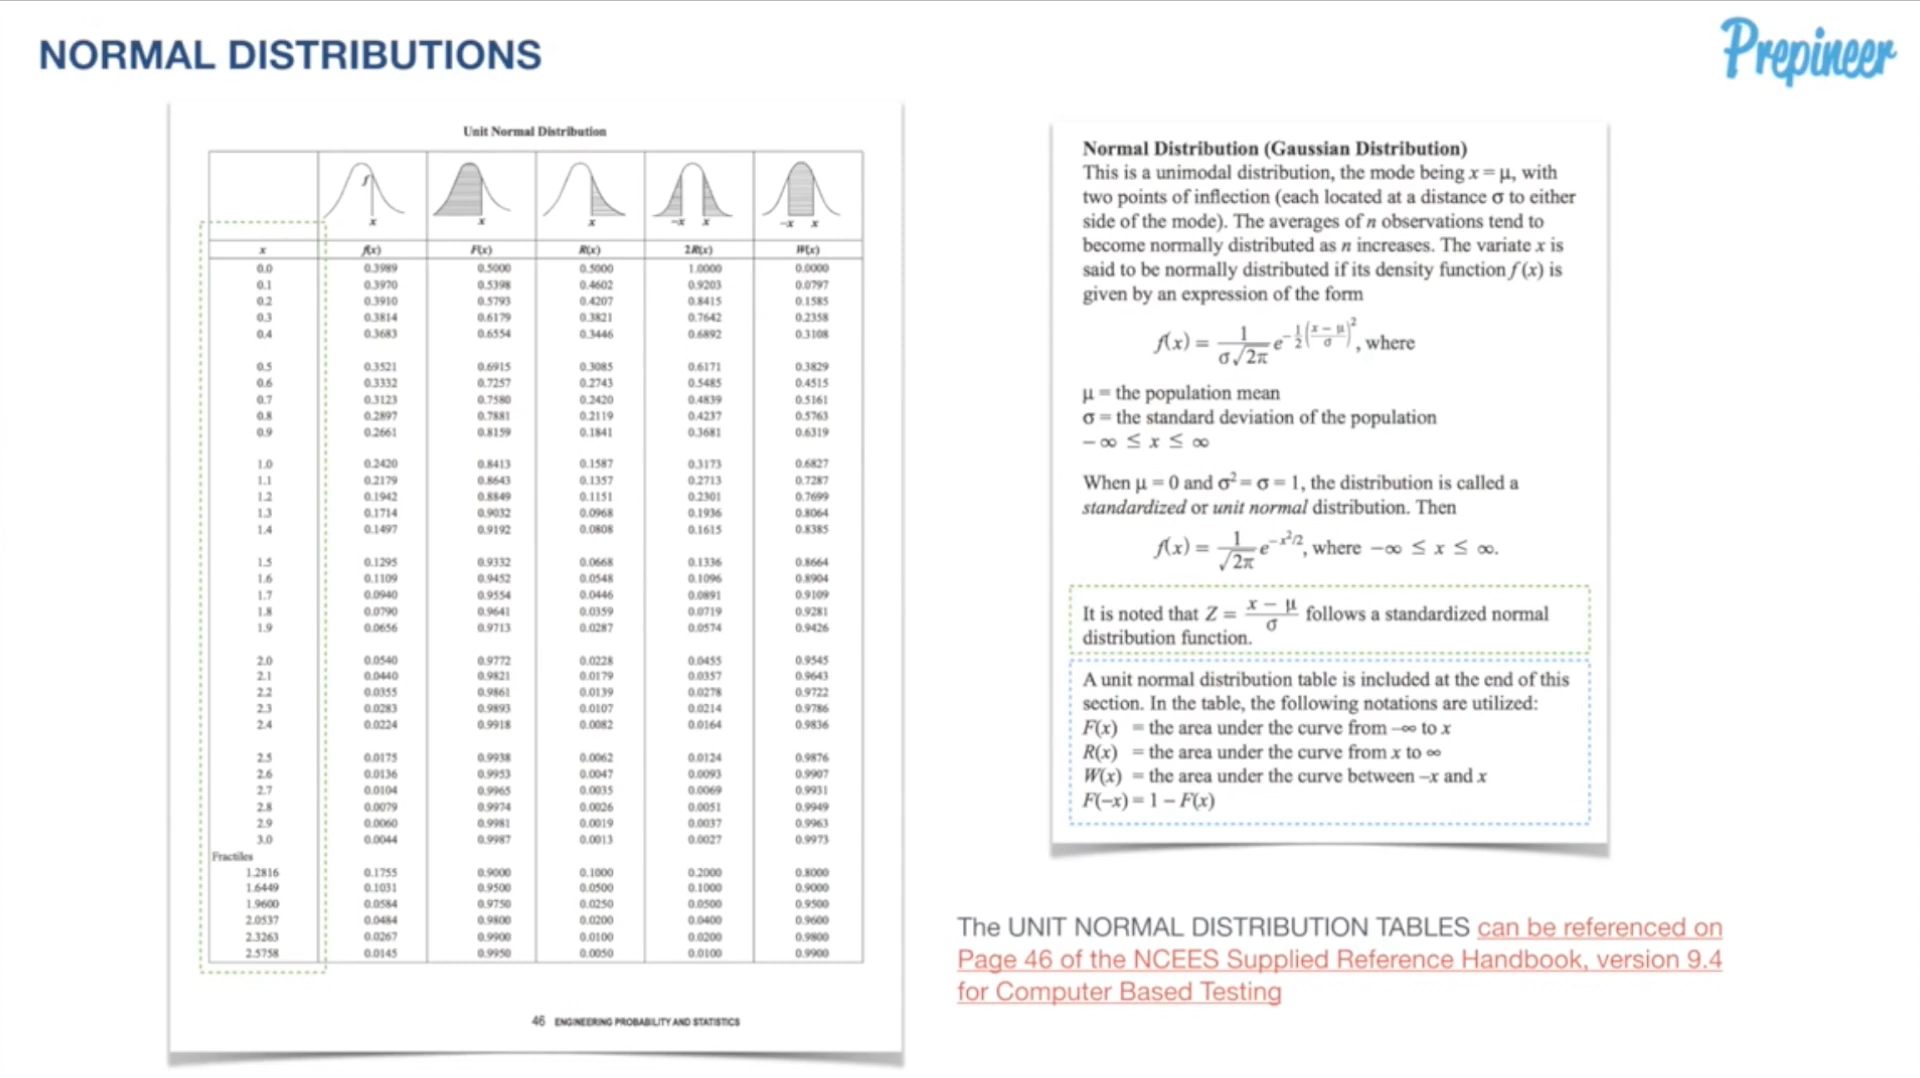 NORMAL DISTRIBUTIONS
Prepineer
Unit Normal Distribution
f
x x x −x x −x x
x f(x) F(x) R(x) 2R(x) W(x)
0.0 0.3989 0.5000 0.5000 1.0000 0.0000
0.1 0.3970 0.5398 0.4602 0.9203 0.0797
0.2 0.3910 0.5793 0.4207 0.8415 0.1585
0.3 0.3814 0.6179 0.3821 0.7642 0.2358
0.4 0.3683 0.6554 0.3446 0.6892 0.3108
0.5 0.3521 0.6915 0.3085 0.6171 0.3829
0.6 0.3332 0.7257 0.2743 0.5485 0.4515
0.7 0.3123 0.7580 0.2420 0.4839 0.5161
0.8 0.2897 0.7881 0.2119 0.4237 0.5763
0.9 0.2661 0.8159 0.1841 0.3681 0.6319
1.0 0.2420 0.8413 0.1587 0.3173 0.6827
1.1 0.2179 0.8643 0.1357 0.2713 0.7287
1.2 0.1942 0.8849 0.1151 0.2301 0.7699
1.3 0.1714 0.9032 0.0968 0.1936 0.8064
1.4 0.1497 0.9192 0.0808 0.1615 0.8385
1.5 0.1295 0.9332 0.0668 0.1336 0.8664
1.6 0.1109 0.9452 0.0548 0.1096 0.8904
1.7 0.0940 0.9554 0.0446 0.0891 0.9109
1.8 0.0790 0.9641 0.0359 0.0719 0.9281
1.9 0.0656 0.9713 0.0287 0.0574 0.9426
2.0 0.0540 0.9772 0.0228 0.0455 0.9545
2.1 0.0440 0.9821 0.0179 0.0357 0.9643
2.2 0.0355 0.9861 0.0139 0.0278 0.9722
2.3 0.0283 0.9893 0.0107 0.0214 0.9786
2.4 0.0224 0.9918 0.0082 0.0164 0.9836
2.5 0.0175 0.9938 0.0062 0.0124 0.9876
2.6 0.0136 0.9953 0.0047 0.0093 0.9907
2.7 0.0104 0.9965 0.0035 0.0069 0.9931
2.8 0.0079 0.9974 0.0026 0.0051 0.9949
2.9 0.0060 0.9981 0.0019 0.0037 0.9963
3.0 0.0044 0.9987 0.0013 0.0027 0.9973
Fractiles
1.2816 0.1755 0.9000 0.1000 0.2000 0.8000
1.6449 0.1031 0.9500 0.0500 0.1000 0.9000
1.9600 0.0584 0.9750 0.0250 0.0500 0.9500
2.0537 0.0484 0.9800 0.0200 0.0400 0.9600
2.3263 0.0267 0.9900 0.0100 0.0200 0.9800
2.5758 0.0145 0.9950 0.0050 0.0100 0.9900
46 ENGINEERING PROBABILITY AND STATISTICS
Normal Distribution (Gaussian Distribution)
This is a unimodal distribution, the mode being x = μ, with
two points of inflection (each located at a distance σ to either
side of the mode). The averages of n observations tend to
become normally distributed as n increases. The variate x is
said to be normally distributed if its density function f (x) is
given by an expression of the form
f(x) = 1/(σ√2π) e^(−1/2((x − μ)/σ)^2), where
μ = the population mean
σ = the standard deviation of the population
− ∞ ≤ x ≤ ∞
When μ = 0 and σ² = σ = 1, the distribution is called a
standardized or unit normal distribution. Then
f(x) = 1/√2π e^(−x²/2), where −∞ ≤ x ≤ ∞.
It is noted that Z = (x − μ)/σ follows a standardized normal
distribution function.
A unit normal distribution table is included at the end of this
section. In the table, the following notations are utilized:
F(x) = the area under the curve from −∞ to x
R(x) = the area under the curve from x to ∞
W(x) = the area under the curve between −x and x
F(−x) = 1 − F(x)
The UNIT NORMAL DISTRIBUTION TABLES can be referenced on
Page 46 of the NCEES Supplied Reference Handbook, version 9.4
for Computer Based Testing